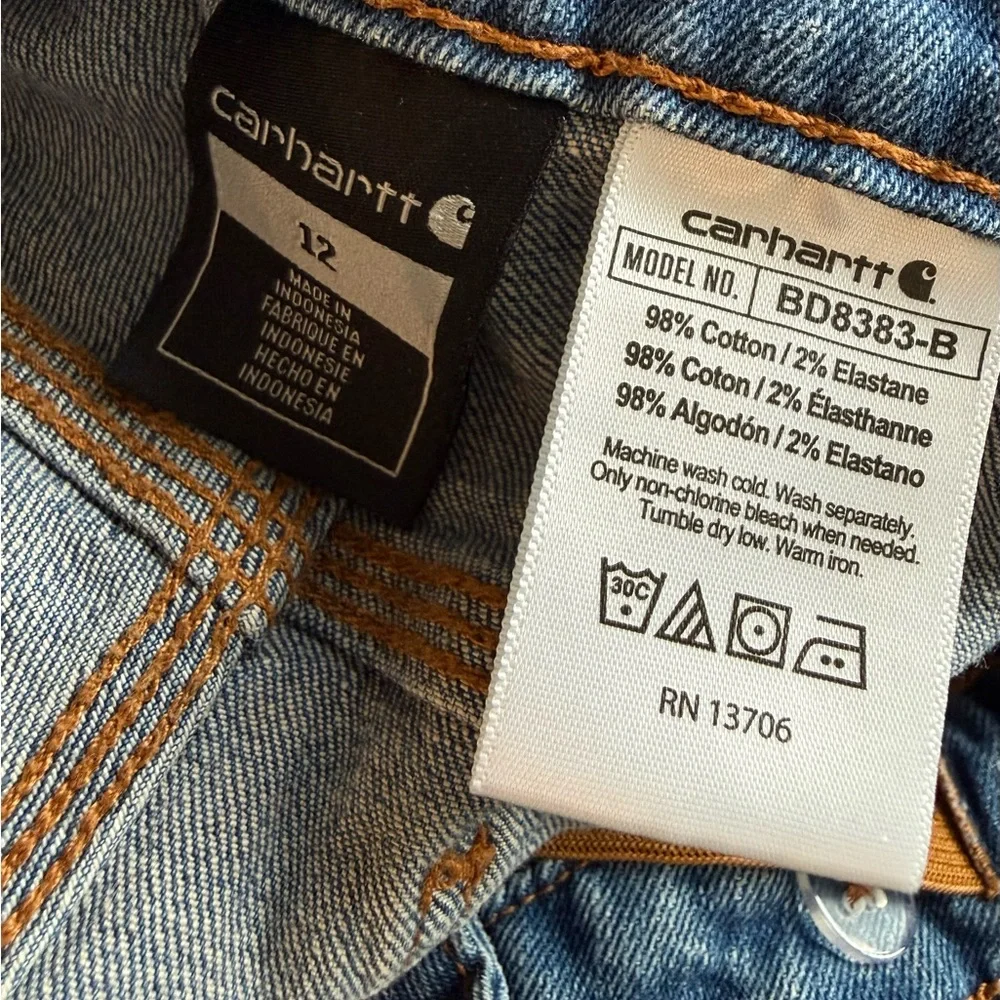 carhartt
12
MADE IN
INDONESIA
FABRIQUE EN
INDONESIE
HECHO EN
INDONESIA
carhartt
MODEL NO. BD8383-B
98% Cotton / 2% Elastane
98% Coton / 2% Élasthanne
98% Algodón / 2% Elastano
Machine wash cold. Wash separately.
Only non-chlorine bleach when needed.
Tumble dry low. Warm iron.
30C
RN 13706